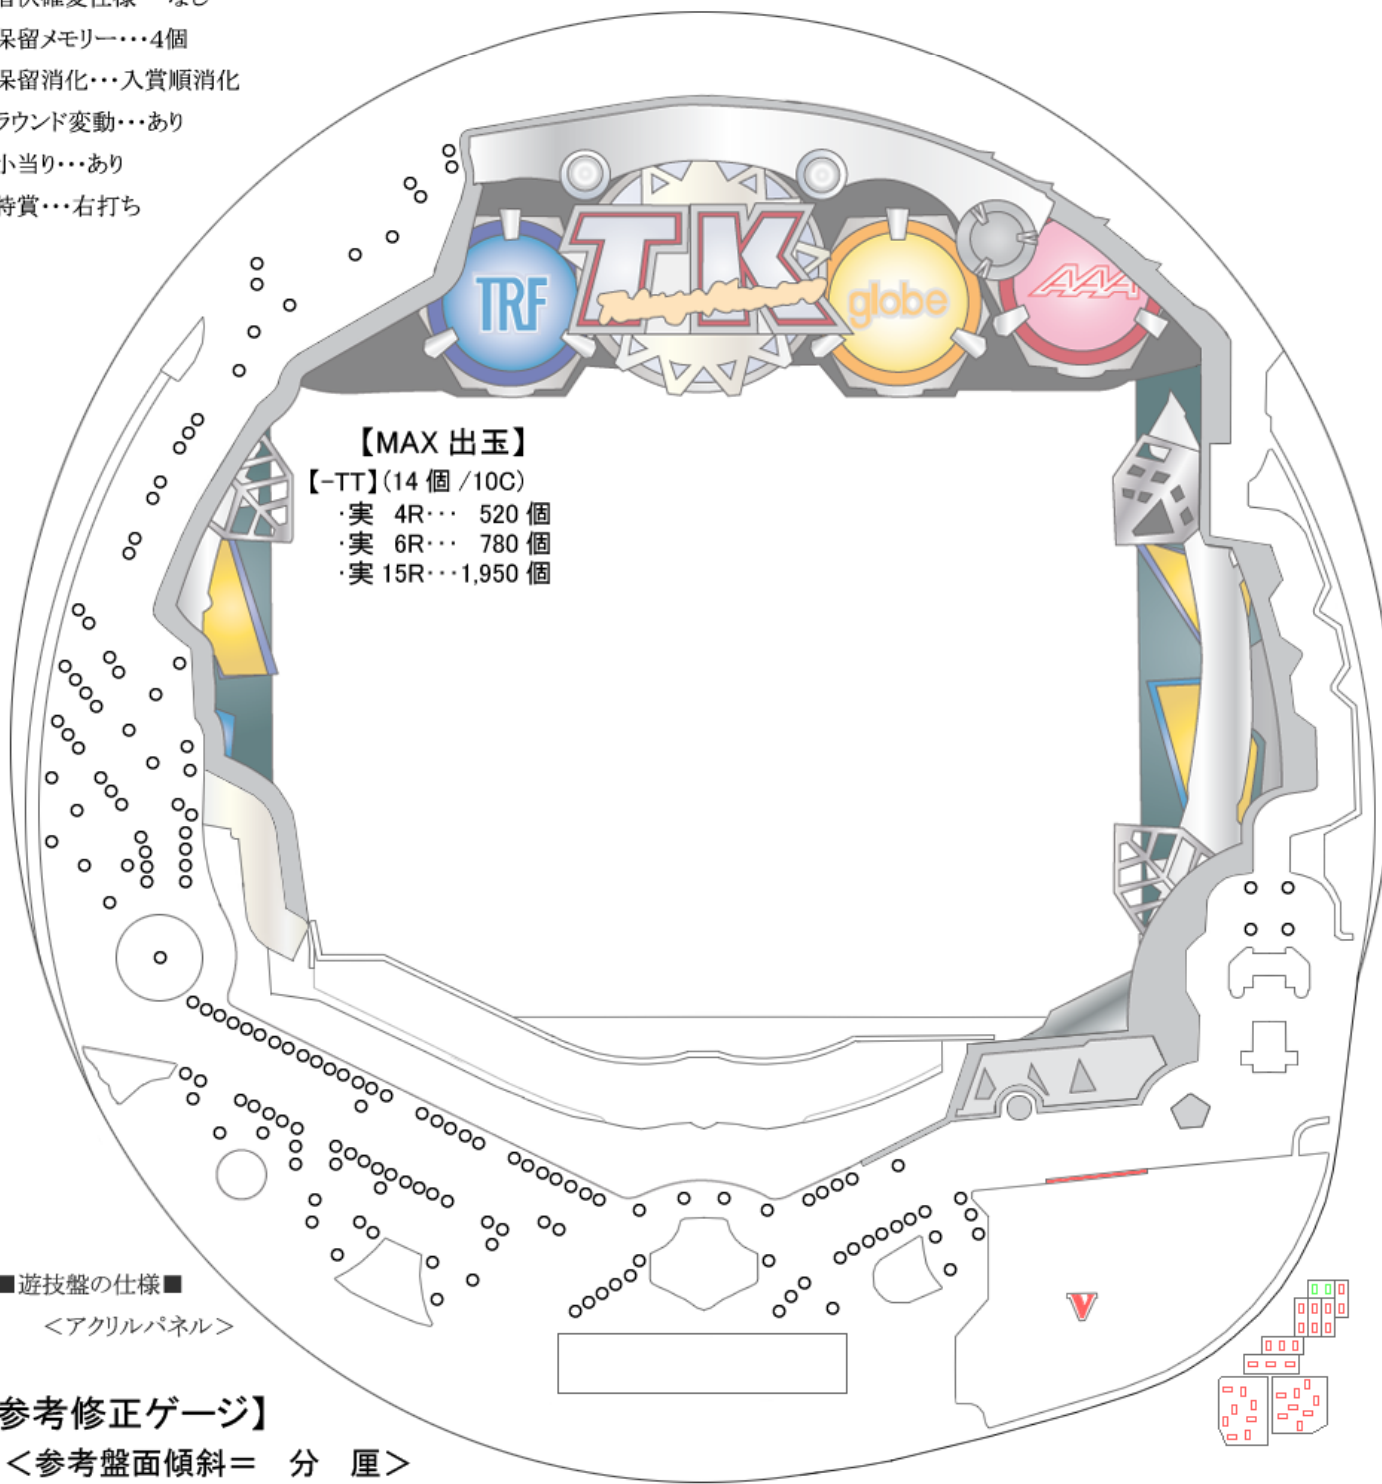 保留メモリー･･･4個
保留消化･･･入賞順消化
ラウンド変動･･･あり
小当り･･･あり
特賞･･･右打ち
TRF
TK
globe
AAA
【MAX 出玉】
【-TT】(14 個 /10C)
・実 4R･･･ 520 個
・実 6R･･･ 780 個
・実 15R･･･1,950 個
■遊技盤の仕様■
＜アクリルパネル＞
V
参考修正ゲージ】
＜参考盤面傾斜＝ 分 厘＞